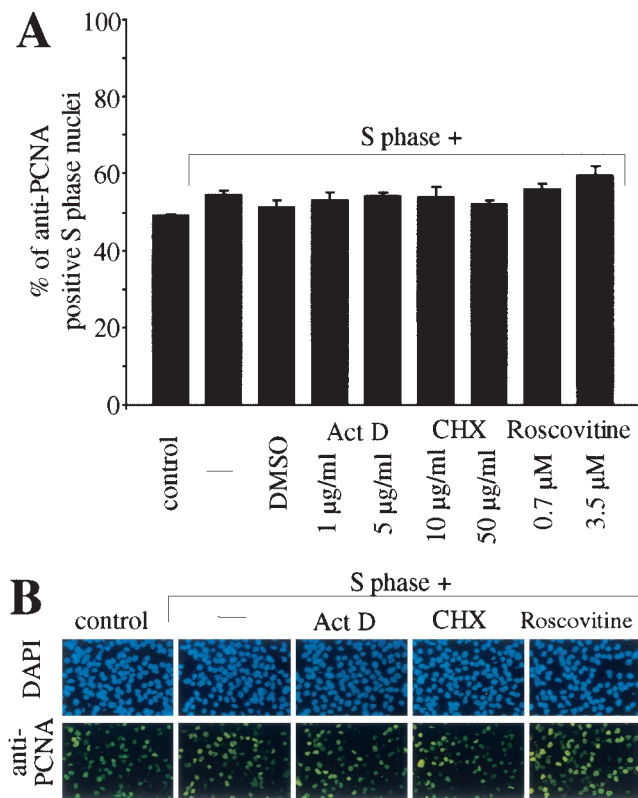 A
100
80
60
40
20
0
% of anti-PCNA
positive S phase nuclei
S phase +
control
—
DMSO
Act D
1 µg/ml
5 µg/ml
CHX
10 µg/ml
50 µg/ml
Roscovitine
0.7 µM
3.5 µM
B
S phase +
control
—
Act D
CHX
Roscovitine
DAPI
anti-
PCNA